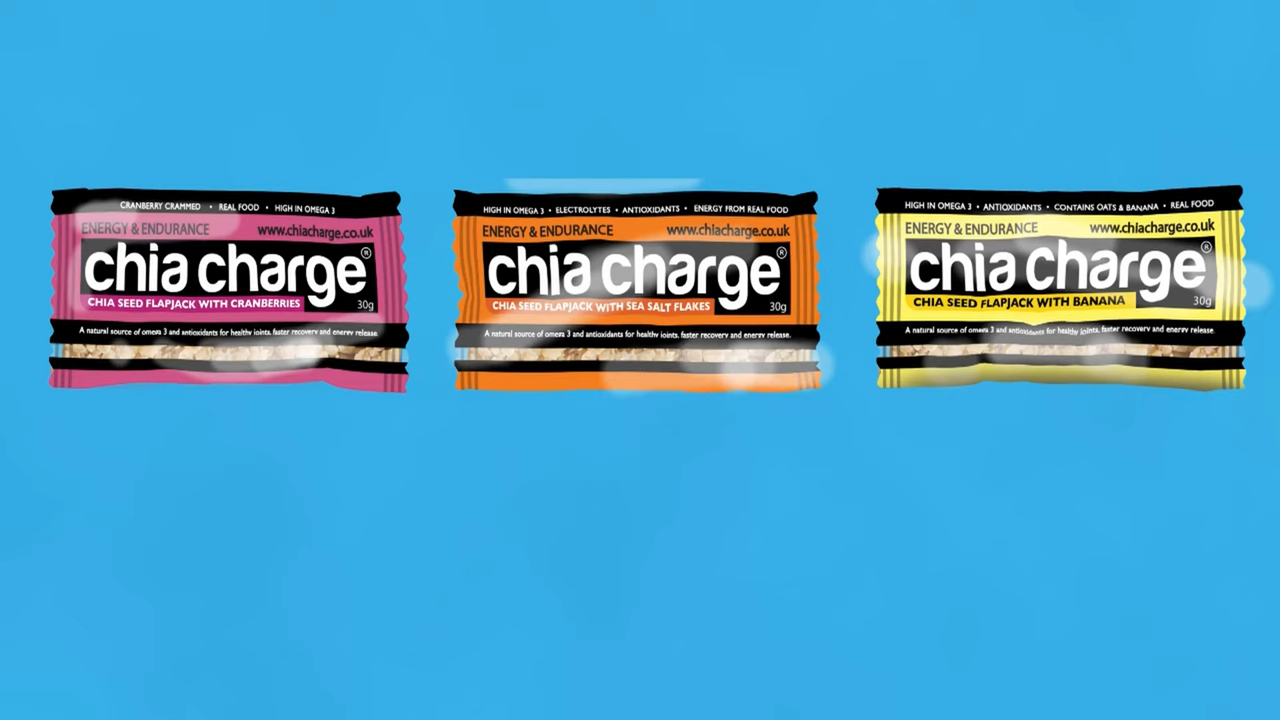 CRANBERRY CRAMMED • REAL FOOD • HIGH IN OMEGA 3
ENERGY & ENDURANCE www.chiacharge.co.uk
chia charge®
CHIA SEED FLAPJACK WITH CRANBERRIES 30g
A natural source of omega 3 and antioxidants for healthy joints, faster recovery and energy release.
HIGH IN OMEGA 3 • ELECTROLYTES • ANTIOXIDANTS • ENERGY FROM REAL FOOD
ENERGY & ENDURANCE www.chiacharge.co.uk
chia charge®
CHIA SEED FLAPJACK WITH SEA SALT FLAKES 30g
A natural source of omega 3 and antioxidants for healthy joints, faster recovery and energy release.
HIGH IN OMEGA 3 • ANTIOXIDANTS • CONTAINS OATS & BANANA • REAL FOOD
ENERGY & ENDURANCE www.chiacharge.co.uk
chia charge®
CHIA SEED FLAPJACK WITH BANANA 30g
A natural source of omega 3 and antioxidants for healthy joints, faster recovery and energy release.